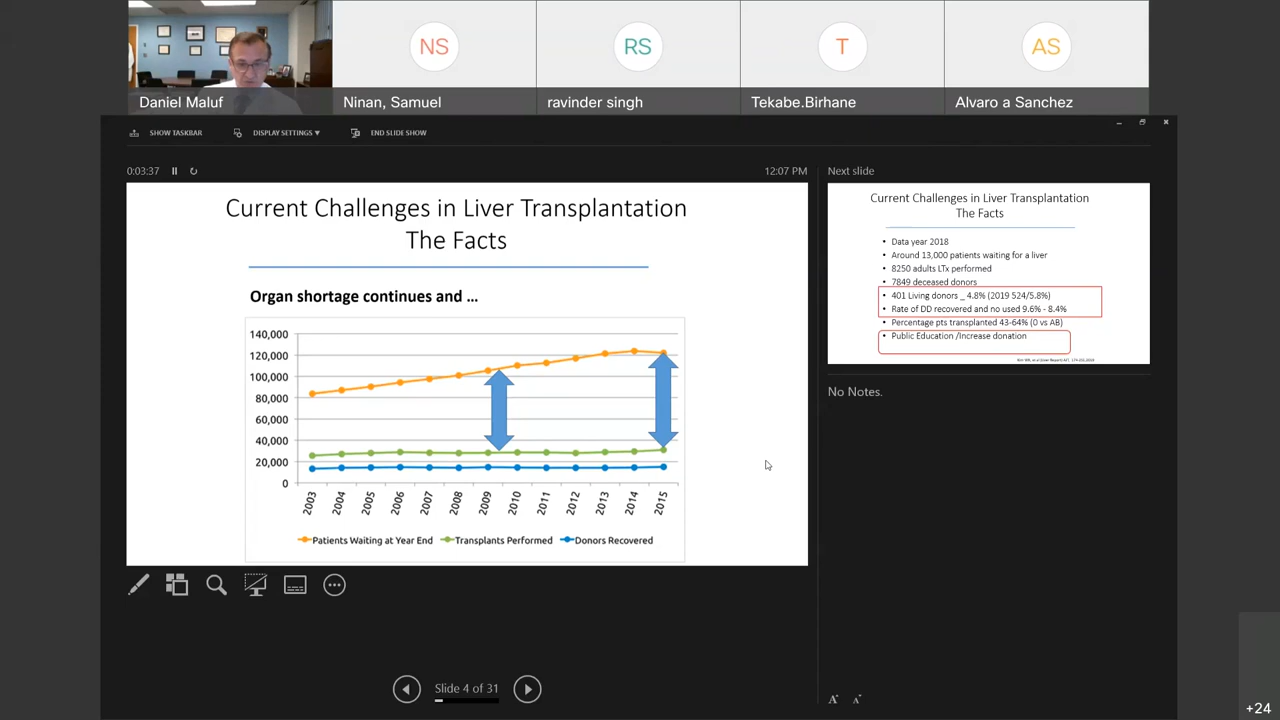 NS
RS
T
AS
Daniel Maluf
Ninan, Samuel
ravinder singh
Tekabe.Birhane
Alvaro a Sanchez
SHOW TASKBAR
DISPLAY SETTINGS ▾
END SLIDE SHOW
0:03:37
12:07 PM
Current Challenges in Liver Transplantation
The Facts
Organ shortage continues and ...
140,000
120,000
100,000
80,000
60,000
40,000
20,000
0
2003
2004
2005
2006
2007
2008
2009
2010
2011
2012
2013
2014
2015
Patients Waiting at Year End
Transplants Performed
Donors Recovered
Next slide
Current Challenges in Liver Transplantation
The Facts
• Data year 2018
• Around 13,000 patients waiting for a liver
• 8250 adults LTx performed
• 7849 deceased donors
• 401 Living donors _ 4.8% (2019 524/5.8%)
• Rate of DD recovered and no used 9.6% - 8.4%
• Percentage pts transplanted 43-64% (0 vs AB)
• Public Education /Increase donation
No Notes.
Slide 4 of 31
A A
+24